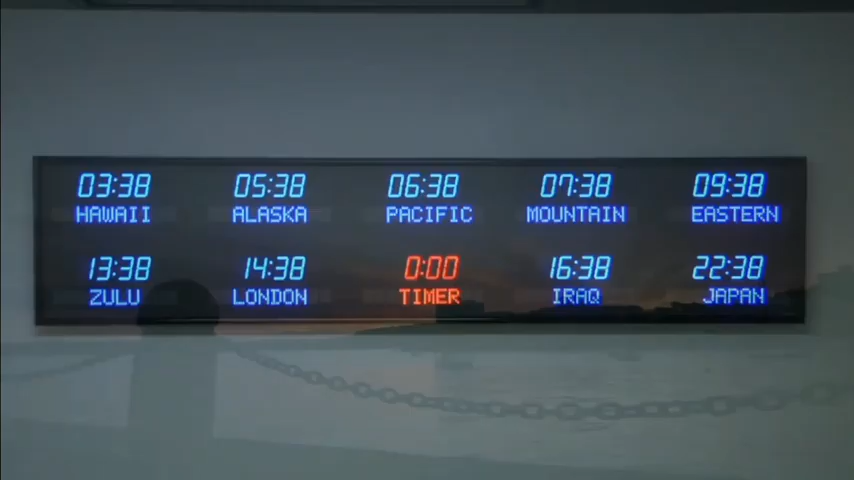 03:38 05:38 06:38 07:38 09:38
HAWAII ALASKA PACIFIC MOUNTAIN EASTERN
13:38 14:38 0:00 16:38 22:38
ZULU LONDON TIMER IRAQ JAPAN